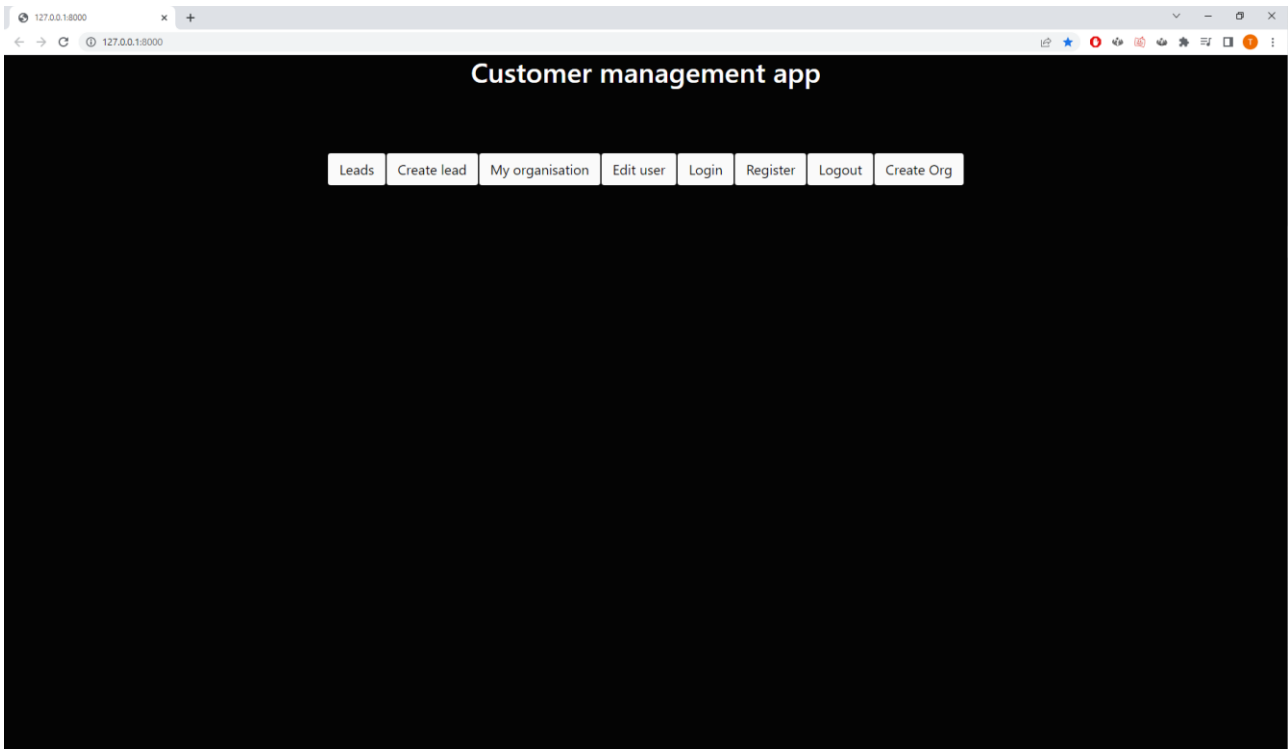 127.0.0.1:8000
127.0.0.1:8000
T
Customer management app
Leads Create lead My organisation Edit user Login Register Logout Create Org